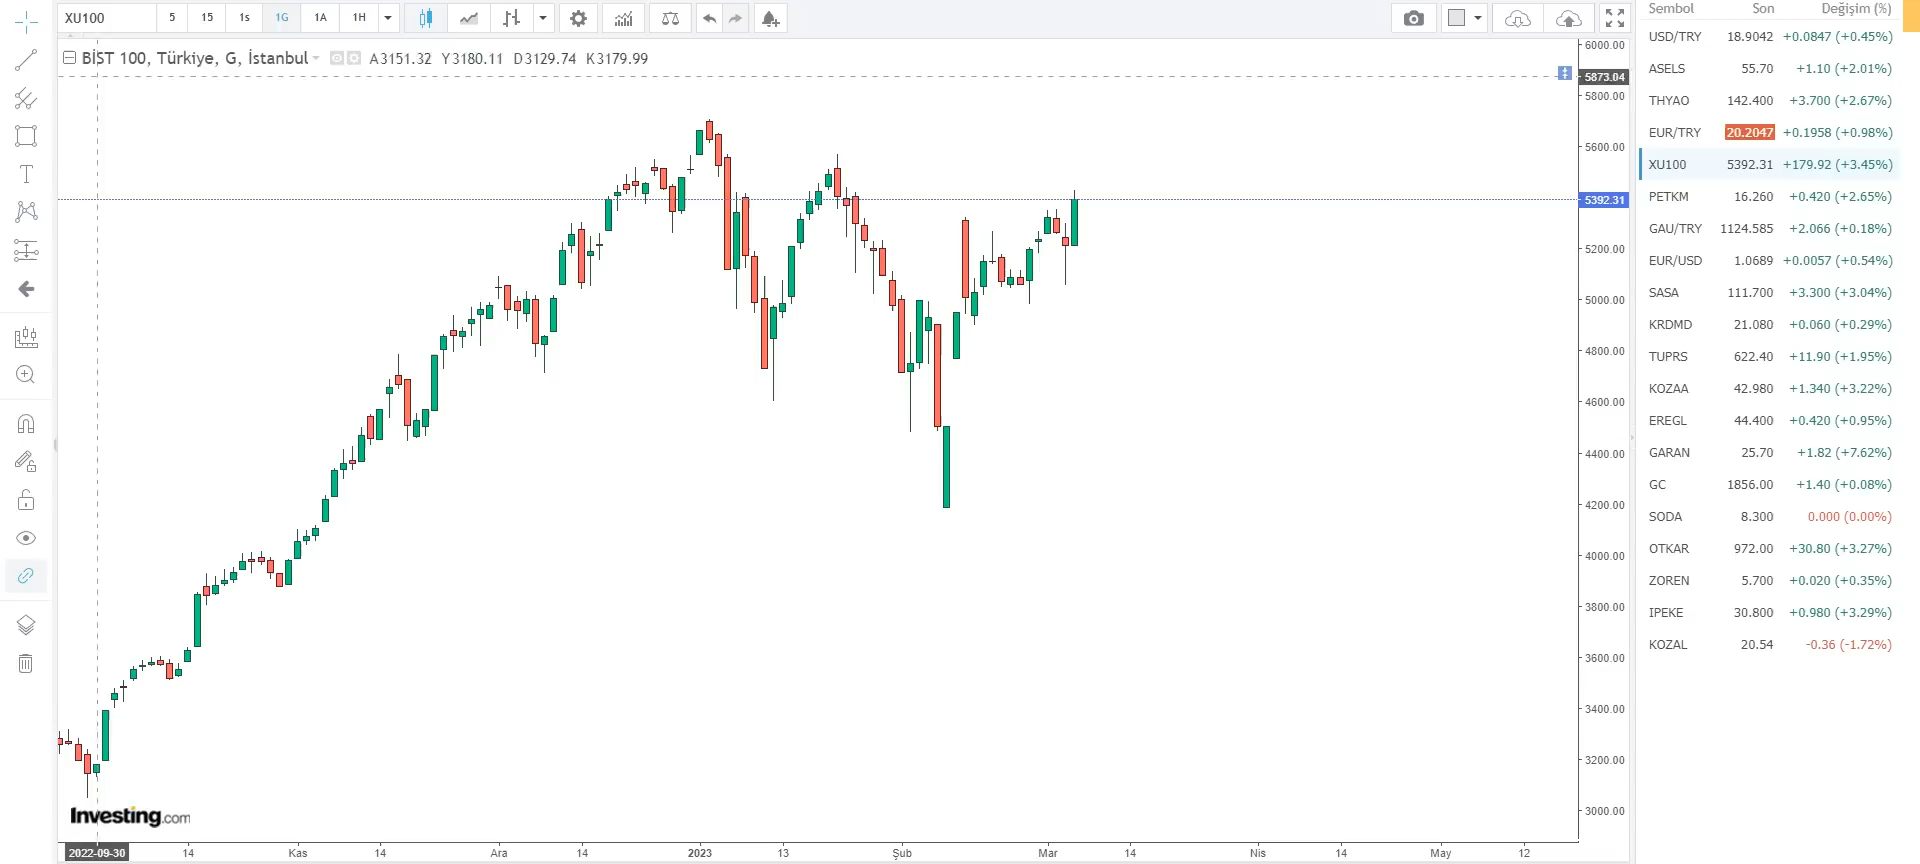 XU100 5 15 1s 1G 1A 1H
BİST 100, Türkiye, G, İstanbul A3151.32 Y3180.11 D3129.74 K3179.99
6000.00
5873.04
5800.00
5600.00
5392.31
5200.00
5000.00
4800.00
4600.00
4400.00
4200.00
4000.00
3800.00
3600.00
3400.00
3200.00
3000.00
Investing.com
2022-09-30 14 Kas 14 Ara 14 2023 13 Şub Mar 14 Nis 14 May 12
Sembol Son Değişim (%)
USD/TRY 18.9042 +0.0847 (+0.45%)
ASELS 55.70 +1.10 (+2.01%)
THYAO 142.400 +3.700 (+2.67%)
EUR/TRY 20.2047 +0.1958 (+0.98%)
XU100 5392.31 +179.92 (+3.45%)
PETKM 16.260 +0.420 (+2.65%)
GAU/TRY 1124.585 +2.066 (+0.18%)
EUR/USD 1.0689 +0.0057 (+0.54%)
SASA 111.700 +3.300 (+3.04%)
KRDMD 21.080 +0.060 (+0.29%)
TUPRS 622.40 +11.90 (+1.95%)
KOZAA 42.980 +1.340 (+3.22%)
EREGL 44.400 +0.420 (+0.95%)
GARAN 25.70 +1.82 (+7.62%)
GC 1856.00 +1.40 (+0.08%)
SODA 8.300 0.000 (0.00%)
OTKAR 972.00 +30.80 (+3.27%)
ZOREN 5.700 +0.020 (+0.35%)
IPEKE 30.800 +0.980 (+3.29%)
KOZAL 20.54 -0.36 (-1.72%)